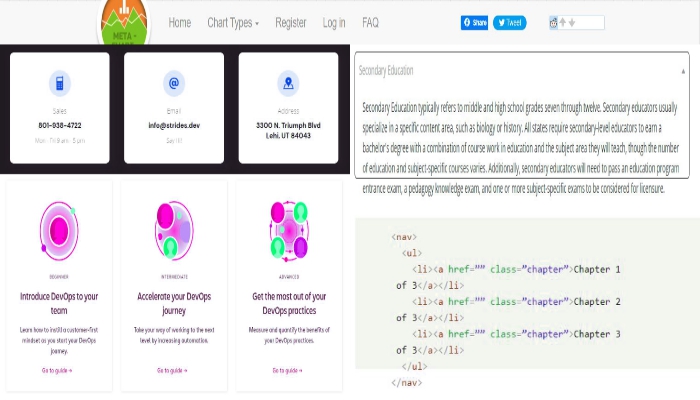 META -
Home Chart Types Register Log in FAQ
Share
Tweet
Sales
801-938-4722
Email
info@strides.dev
Address
3300 N. Triumph Blvd
Lehi, UT 84043
Secondary Education
Secondary Education typically refers to middle and high school grades seven through twelve. Secondary educators usually
specialize in a specific content area, such as biology or history. All states require secondary-level educators to earn a
bachelor's degree with a combination of course work in education and the subject area they will teach, though the number
of education and subject-specific courses varies. Additionally, secondary educators will need to pass an education program
entrance exam, a pedagogy knowledge exam, and one or more subject-specific exams to be considered for licensure.
BEGINNER
Introduce DevOps to your
team
Learn how to instill a customer-first
mindset as you start your DevOps
journey.
Go to guide →
INTERMEDIATE
Accelerate your DevOps
journey
Take your way of working to the next
level by increasing automation.
Go to guide →
ADVANCED
Get the most out of your
DevOps practices
Measure and quantify the benefits of
your DevOps practices.
Go to guide →
<nav>
<ul>
<li><a href="" class="chapter">Chapter 1
of 3</a></li>
<li><a href="" class="chapter">Chapter 2
of 3</a></li>
<li><a href="" class="chapter">Chapter 3
of 3</a></li>
</ul>
</nav>